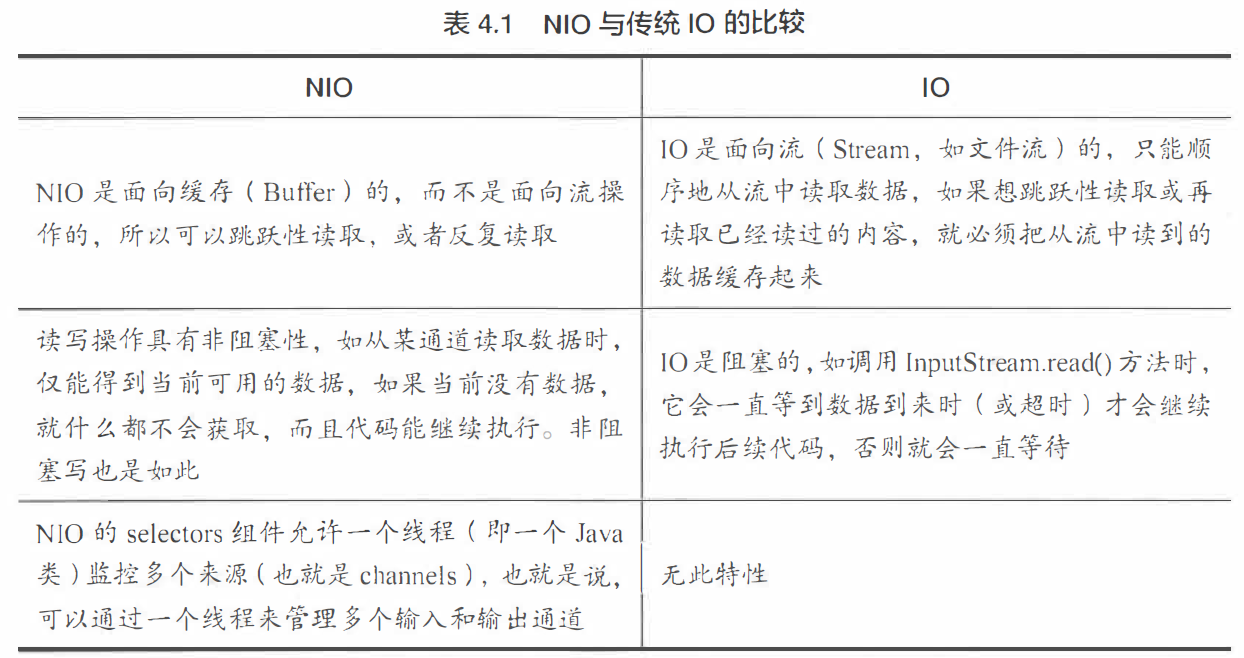 表 4.1 NIO 与传统 IO 的比较
NIO
IO
NIO 是面向缓存（Buffer）的，而不是面向流操
作的，所以可以跳跃性读取，或者反复读取
IO 是面向流（Stream，如文件流）的，只能顺
序地从流中读取数据，如果想跳跃性读取或再
读取已经读过的内容，就必须把从流中读到的
数据缓存起来
读写操作具有非阻塞性，如从某通道读取数据时，
仅能得到当前可用的数据，如果当前没有数据，
就什么都不会获取，而且代码能继续执行。非阻
塞写也是如此
IO 是阻塞的，如调用 InputStream.read() 方法时，
它会一直等到数据到来时（或超时）才会继续
执行后续代码，否则就会一直等待
NIO 的 selectors 组件允许一个线程（即一个 Java
类）监控多个来源（也就是 channels），也就是说，
可以通过一个线程来管理多个输入和输出通道
无此特性